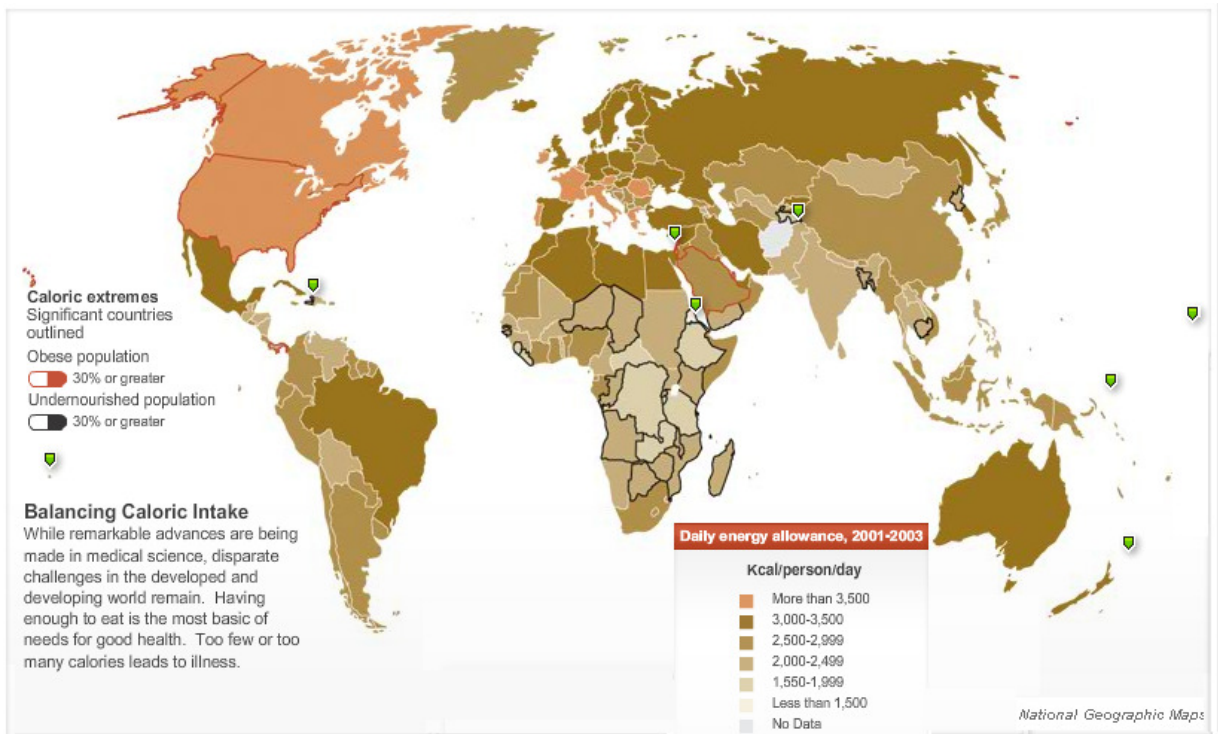 Caloric extremes
Significant countries
outlined
Obese population
30% or greater
Undernourished population
30% or greater
Balancing Caloric Intake
While remarkable advances are being
made in medical science, disparate
challenges in the developed and
developing world remain. Having
enough to eat is the most basic of
needs for good health. Too few or too
many calories leads to illness.
Daily energy allowance, 2001-2003
Kcal/person/day
More than 3,500
3,000-3,500
2,500-2,999
2,000-2,499
1,550-1,999
Less than 1,500
No Data
National Geographic Maps